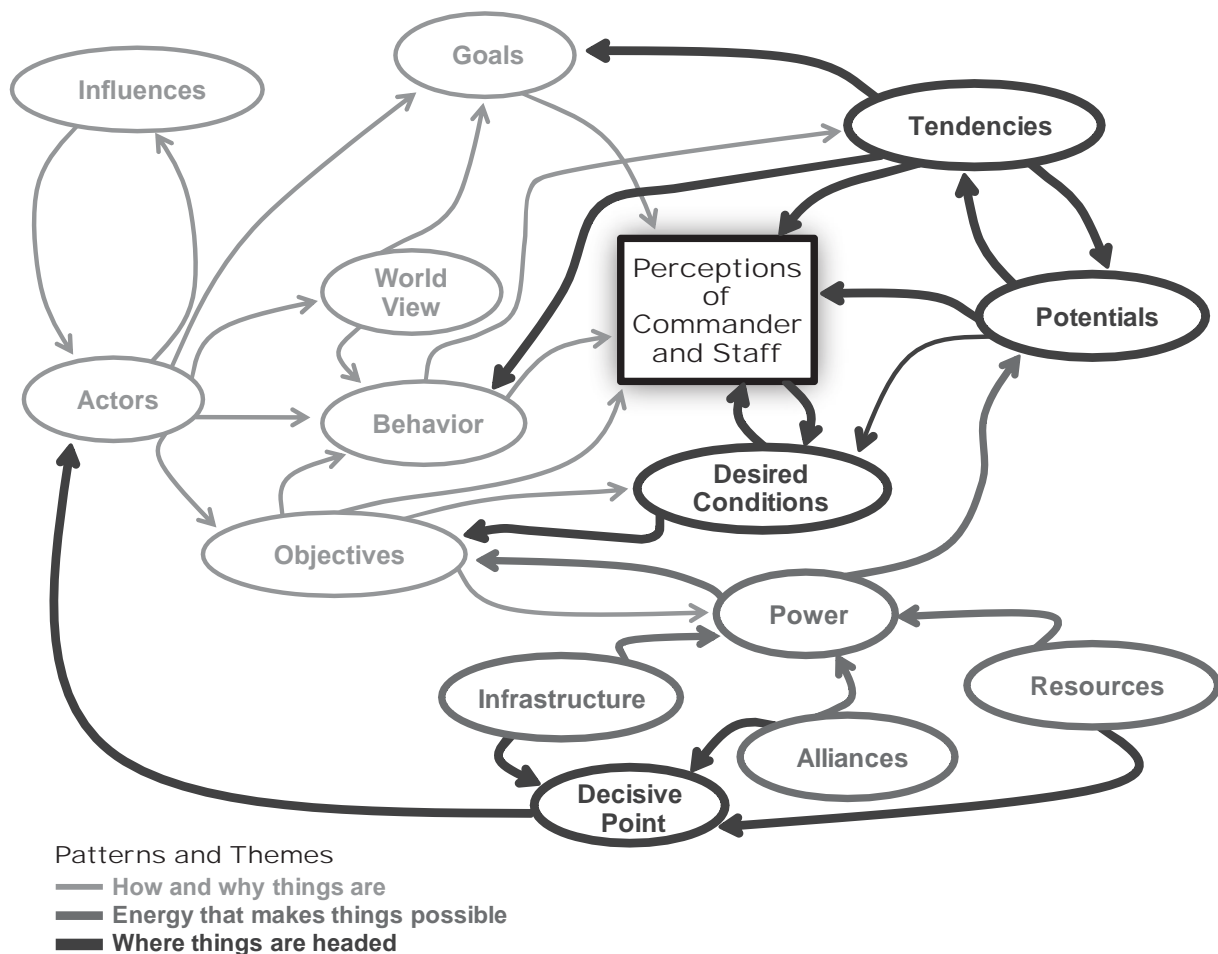 Goals
Influences
Tendencies
World
View
Perceptions
of
Commander
and Staff
Potentials
Actors
Behavior
Desired
Conditions
Objectives
Power
Infrastructure
Resources
Alliances
Decisive
Point
Patterns and Themes
How and why things are
Energy that makes things possible
Where things are headed